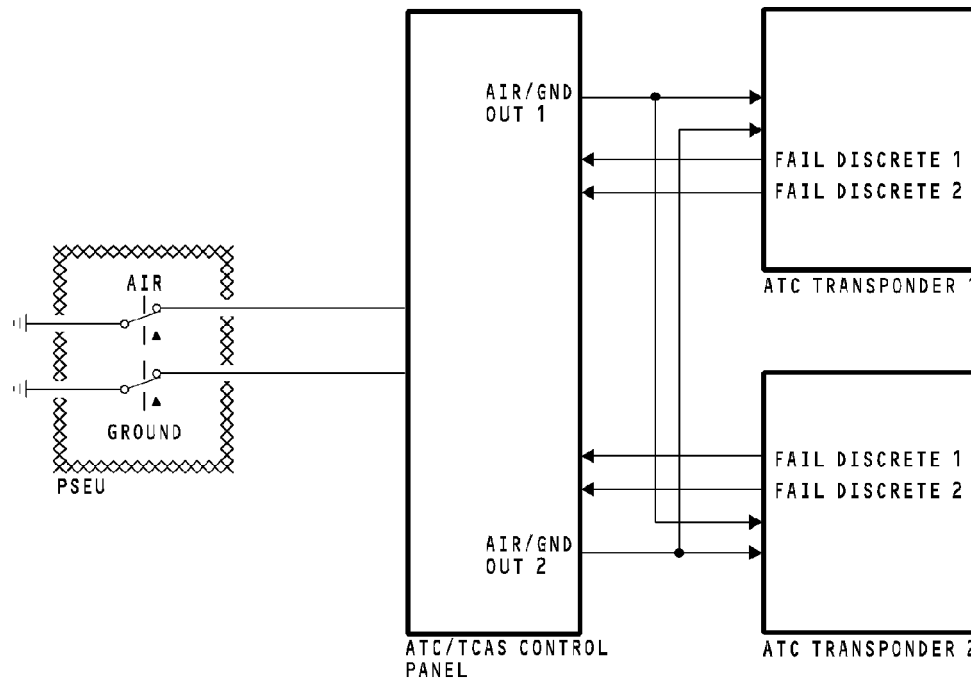 AIR/GND
OUT 1
FAIL DISCRETE 1
FAIL DISCRETE 2
ATC TRANSPONDER 1
AIR
GROUND
PSEU
FAIL DISCRETE 1
FAIL DISCRETE 2
AIR/GND
OUT 2
ATC/TCAS CONTROL
PANEL
ATC TRANSPONDER 2